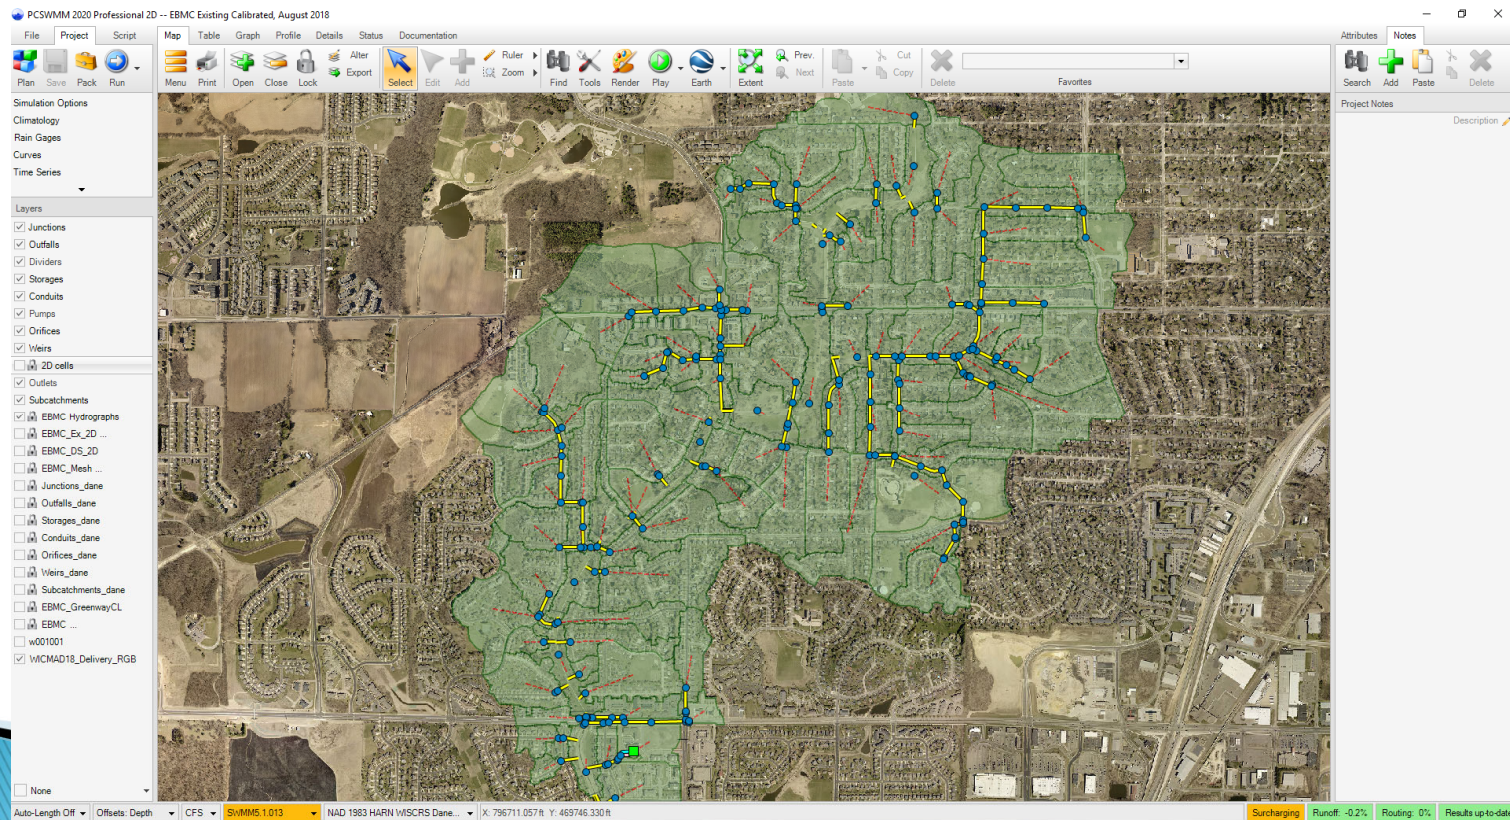 PCSWMM 2020 Professional 2D -- EBMC Existing Calibrated, August 2018
File Project Script Map Table Graph Profile Details Status Documentation Attributes Notes
Plan Save Pack Run Menu Print Open Close Lock Alter Export Select Edit Add Ruler Zoom Find Tools Render Play Earth Extent Prev. Next Paste Cut Copy Delete Favorites Search Add Paste Delete
Simulation Options
Climatology
Rain Gages
Curves
Time Series
Project Notes
Description
Layers
Junctions
Outfalls
Dividers
Storages
Conduits
Pumps
Orifices
Weirs
2D cells
Outlets
Subcatchments
EBMC Hydrographs
EBMC_Ex_2D ...
EBMC_DS_2D
EBMC_Mesh ...
Junctions_dane
Outfalls_dane
Storages_dane
Conduits_dane
Orifices_dane
Weirs_dane
Subcatchments_dane
EBMC_GreenwayCL
EBMC ...
w001001
WICMAD18_Delivery_RGB
None
Auto-Length Off Offsets: Depth CFS SWMM5.1.013 NAD 1983 HARN WISCRS Dane... X: 796711.057 ft Y: 469746.330 ft Surcharging Runoff: -0.2% Routing: 0% Results up-to-date